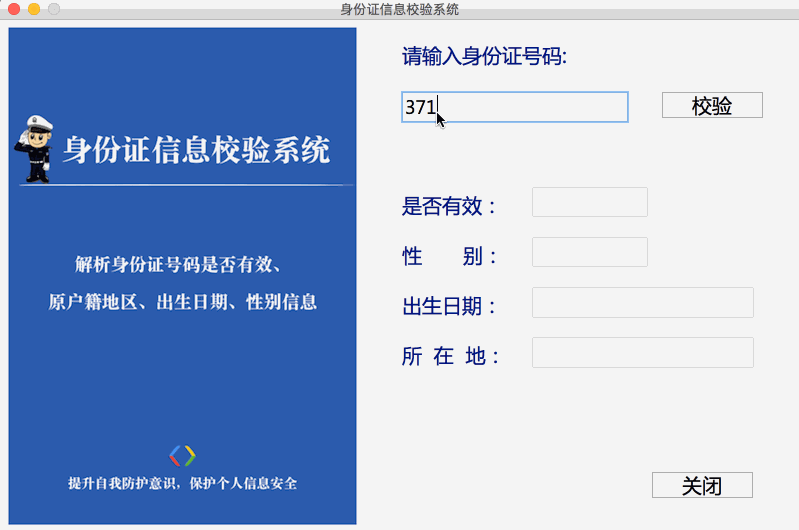 身份证信息校验系统
身份证信息校验系统
解析身份证号码是否有效、
原户籍地区、出生日期、性别信息
提升自我防护意识，保护个人信息安全
请输入身份证号码:
371
校验
是否有效：
性 别：
出生日期：
所 在 地：
关闭